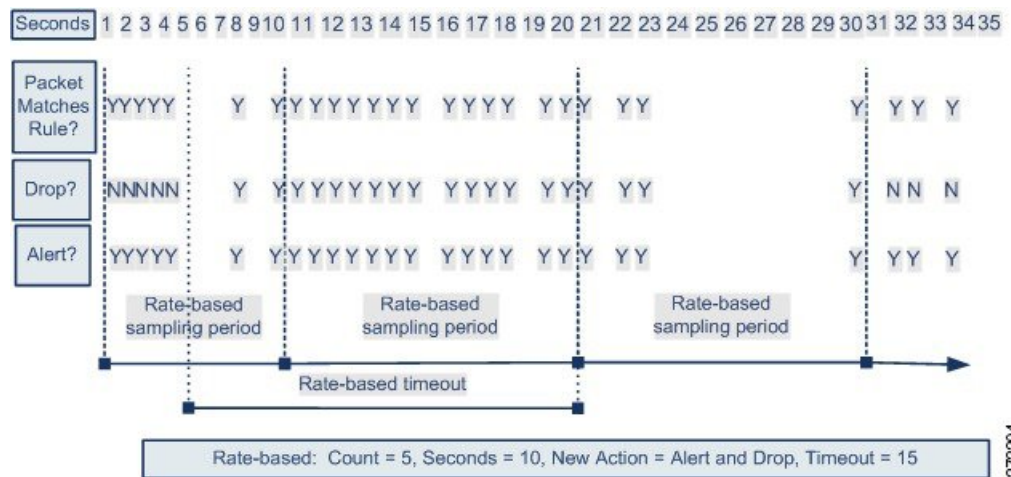 Seconds 1 2 3 4 5 6 7 8 9 10 11 12 13 14 15 16 17 18 19 20 21 22 23 24 25 26 27 28 29 30 31 32 33 34 35
Packet
Matches
Rule?
YYYYY Y Y Y Y Y Y Y Y Y Y Y Y Y Y Y Y Y Y Y Y Y Y
Drop?
NNNNN Y Y Y Y Y Y Y Y Y Y Y Y Y Y Y Y Y Y Y Y N N N
Alert?
YYYYY Y Y Y Y Y Y Y Y Y Y Y Y Y Y Y Y Y Y Y Y Y Y Y
Rate-based
sampling period
Rate-based
sampling period
Rate-based
sampling period
Rate-based timeout
Rate-based: Count = 5, Seconds = 10, New Action = Alert and Drop, Timeout = 15